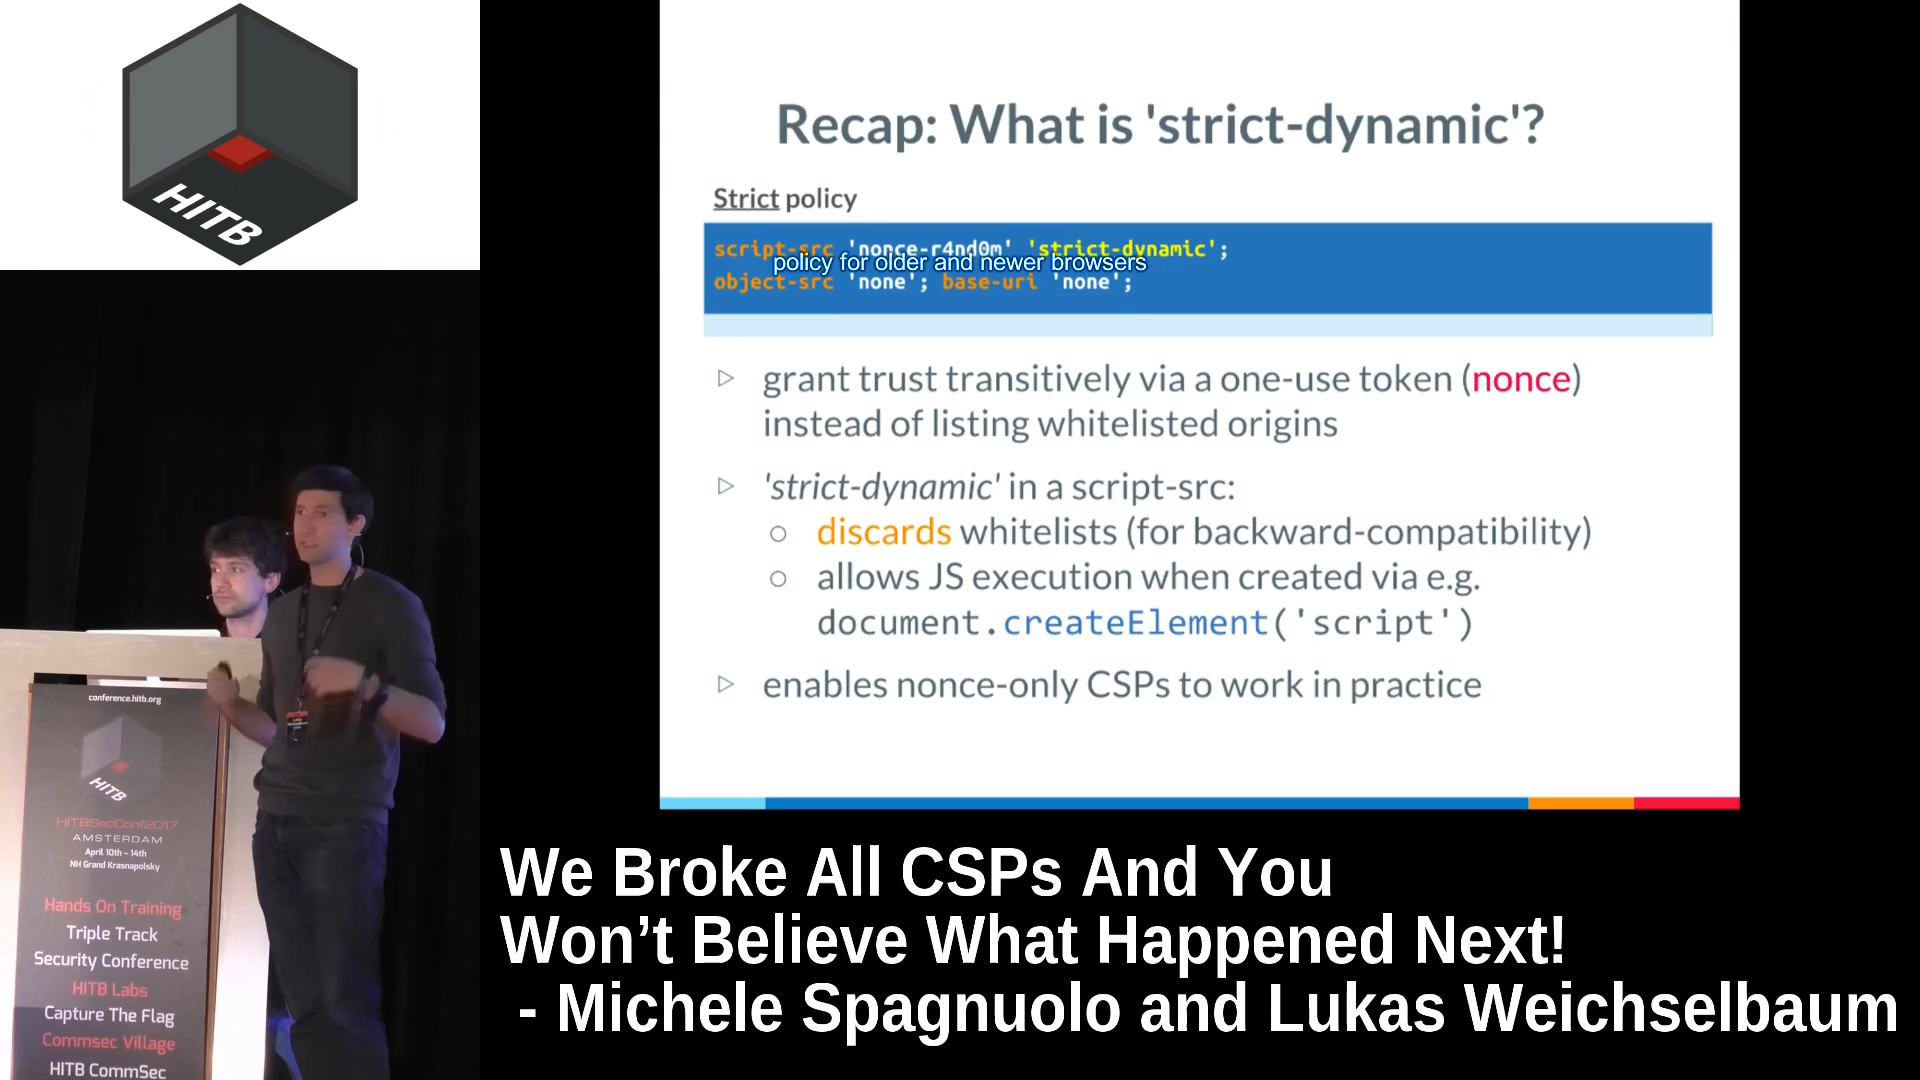 HITB
Recap: What is 'strict-dynamic'?
Strict policy
script-src 'nonce-r4nd0m' 'strict-dynamic';
policy for older and newer browsers
object-src 'none'; base-uri 'none';
▷ grant trust transitively via a one-use token (nonce)
instead of listing whitelisted origins
▷ 'strict-dynamic' in a script-src:
○ discards whitelists (for backward-compatibility)
○ allows JS execution when created via e.g.
document.createElement('script')
▷ enables nonce-only CSPs to work in practice
conference.hitb.org
HITB
HITBSecConf2017
AMSTERDAM
April 10th - 14th
NH Grand Krasnapolsky
Hands On Training
Triple Track
Security Conference
HITB Labs
Capture The Flag
Commsec Village
HITB CommSec
We Broke All CSPs And You
Won’t Believe What Happened Next!
- Michele Spagnuolo and Lukas Weichselbaum